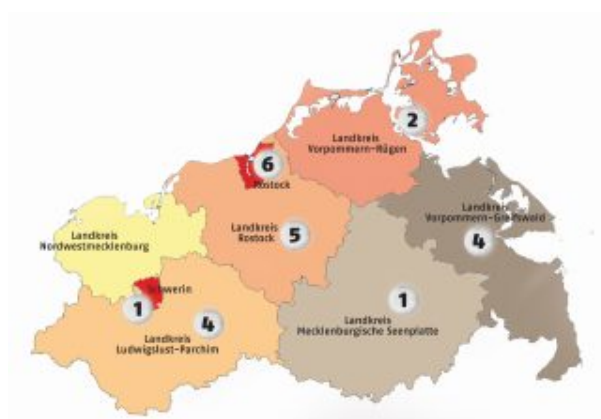 2
Landkreis
Vorpommern-Rügen
6
Rostock
Landkreis
Vorpommern-Greifswald
4
Landkreis
Rostock
5
Landkreis
Nordwestmecklenburg
Schwerin
1
4
Landkreis
Ludwigslust-Parchim
1
Landkreis
Mecklenburgische Seenplatte